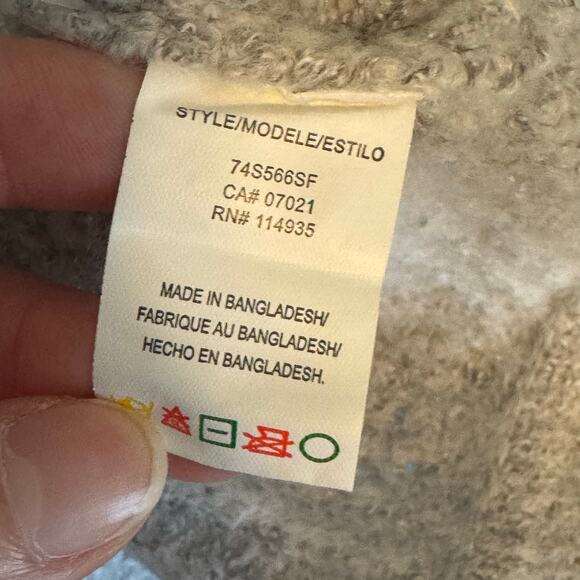 STYLE/MODELE/ESTILO
74S566SF
CA# 07021
RN# 114935
MADE IN BANGLADESH/
FABRIQUE AU BANGLADESH/
HECHO EN BANGLADESH.